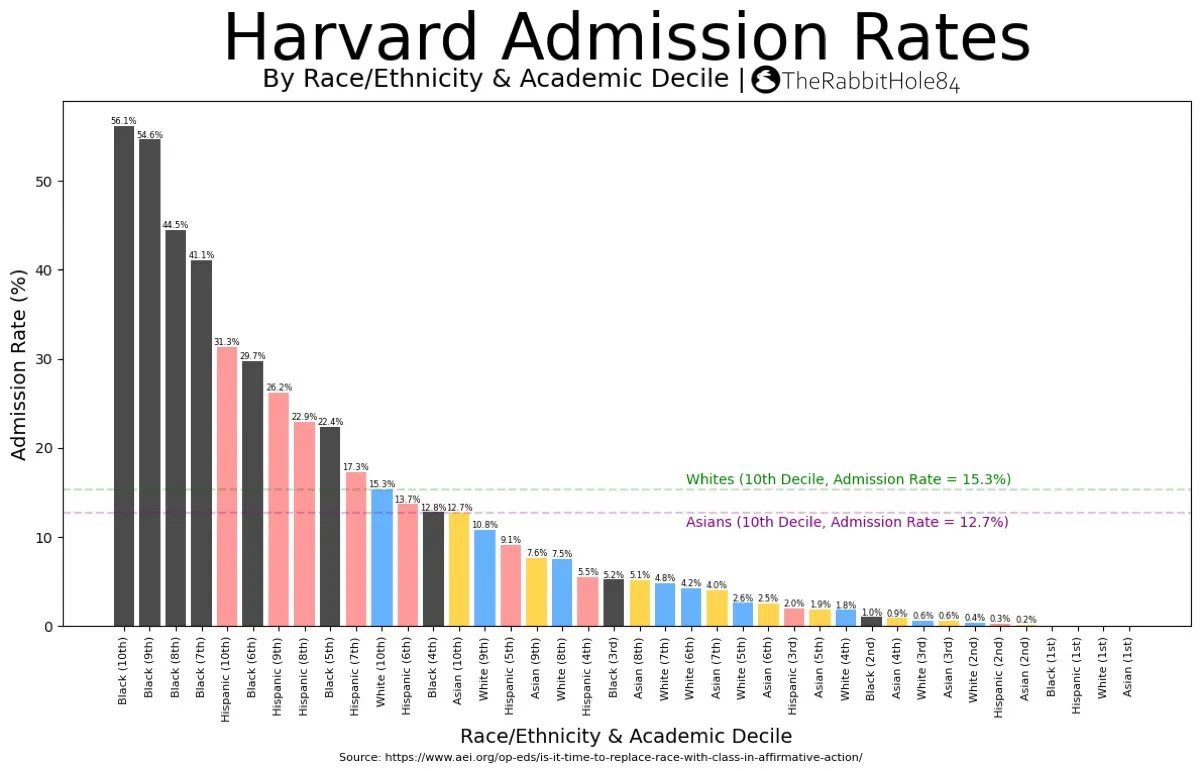 Harvard Admission Rates
By Race/Ethnicity & Academic Decile | TheRabbitHole84
Admission Rate (%)
50
40
30
20
10
0
56.1%
54.6%
44.5%
41.1%
31.3%
29.7%
26.2%
22.9%
22.4%
17.3%
15.3%
13.7%
12.8%
12.7%
10.8%
9.1%
7.6%
7.5%
5.5%
5.2%
5.1%
4.8%
4.2%
4.0%
2.6%
2.5%
2.0%
1.9%
1.8%
1.0%
0.9%
0.6%
0.6%
0.4%
0.3%
0.2%
Whites (10th Decile, Admission Rate = 15.3%)
Asians (10th Decile, Admission Rate = 12.7%)
Black (10th)
Black (9th)
Black (8th)
Black (7th)
Hispanic (10th)
Black (6th)
Hispanic (9th)
Hispanic (8th)
Black (5th)
Hispanic (7th)
White (10th)
Hispanic (6th)
Black (4th)
Asian (10th)
White (9th)
Hispanic (5th)
Asian (9th)
White (8th)
Hispanic (4th)
Black (3rd)
Asian (8th)
White (7th)
White (6th)
Asian (7th)
White (5th)
Asian (6th)
Hispanic (3rd)
Asian (5th)
White (4th)
Black (2nd)
Asian (4th)
White (3rd)
Asian (3rd)
White (2nd)
Hispanic (2nd)
Asian (2nd)
Black (1st)
Hispanic (1st)
White (1st)
Asian (1st)
Race/Ethnicity & Academic Decile
Source: https://www.aei.org/op-eds/is-it-time-to-replace-race-with-class-in-affirmative-action/